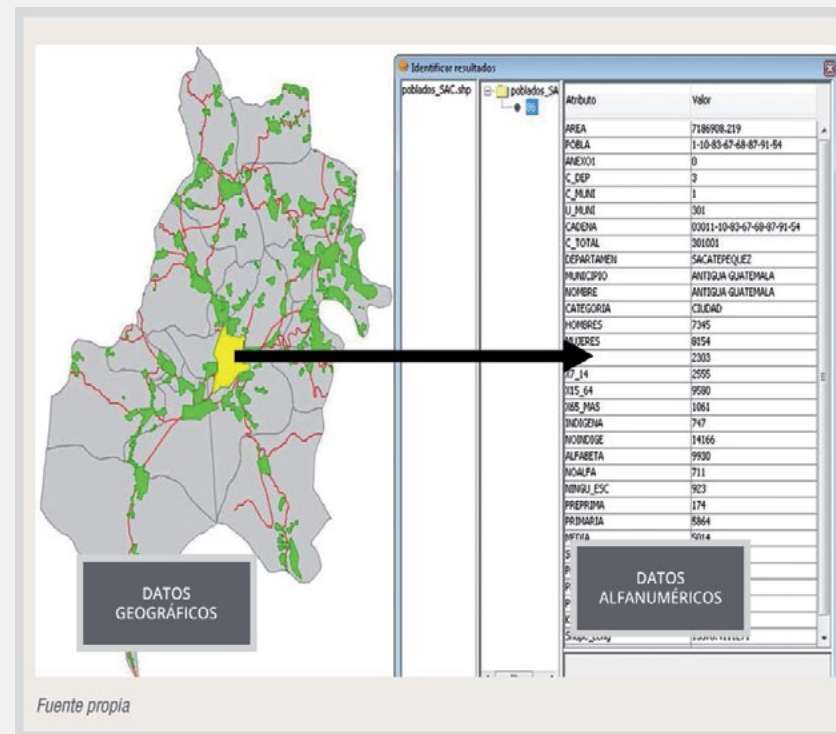 Identificar resultados
poblados_SAC.shp
poblados_SA
86
Atributo Valor
AREA 7186908.219
POBLA 1-10-83-67-68-87-91-54
ANEXO1 0
C_DEP 3
C_MUNI 1
U_MUNI 301
CADENA 03011-10-83-67-68-87-91-54
C_TOTAL 301001
DEPARTAMEN SACATEPEQUEZ
MUNICIPIO ANTIGUA GUATEMALA
NOMBRE ANTIGUA GUATEMALA
CATEGORIA CIUDAD
HOMBRES 7345
MUJERES 8154
2303
X7_14 2555
X15_64 9580
X65_MAS 1061
INDIGENA 747
NOINDIGE 14166
ALFABETA 9930
NOALFA 711
NINGU_ESC 923
PREPRIMA 174
PRIMARIA 5864
MEDIA 5014
S
P
P
P
K
DATOS
GEOGRÁFICOS
DATOS
ALFANUMÉRICOS
Fuente propia